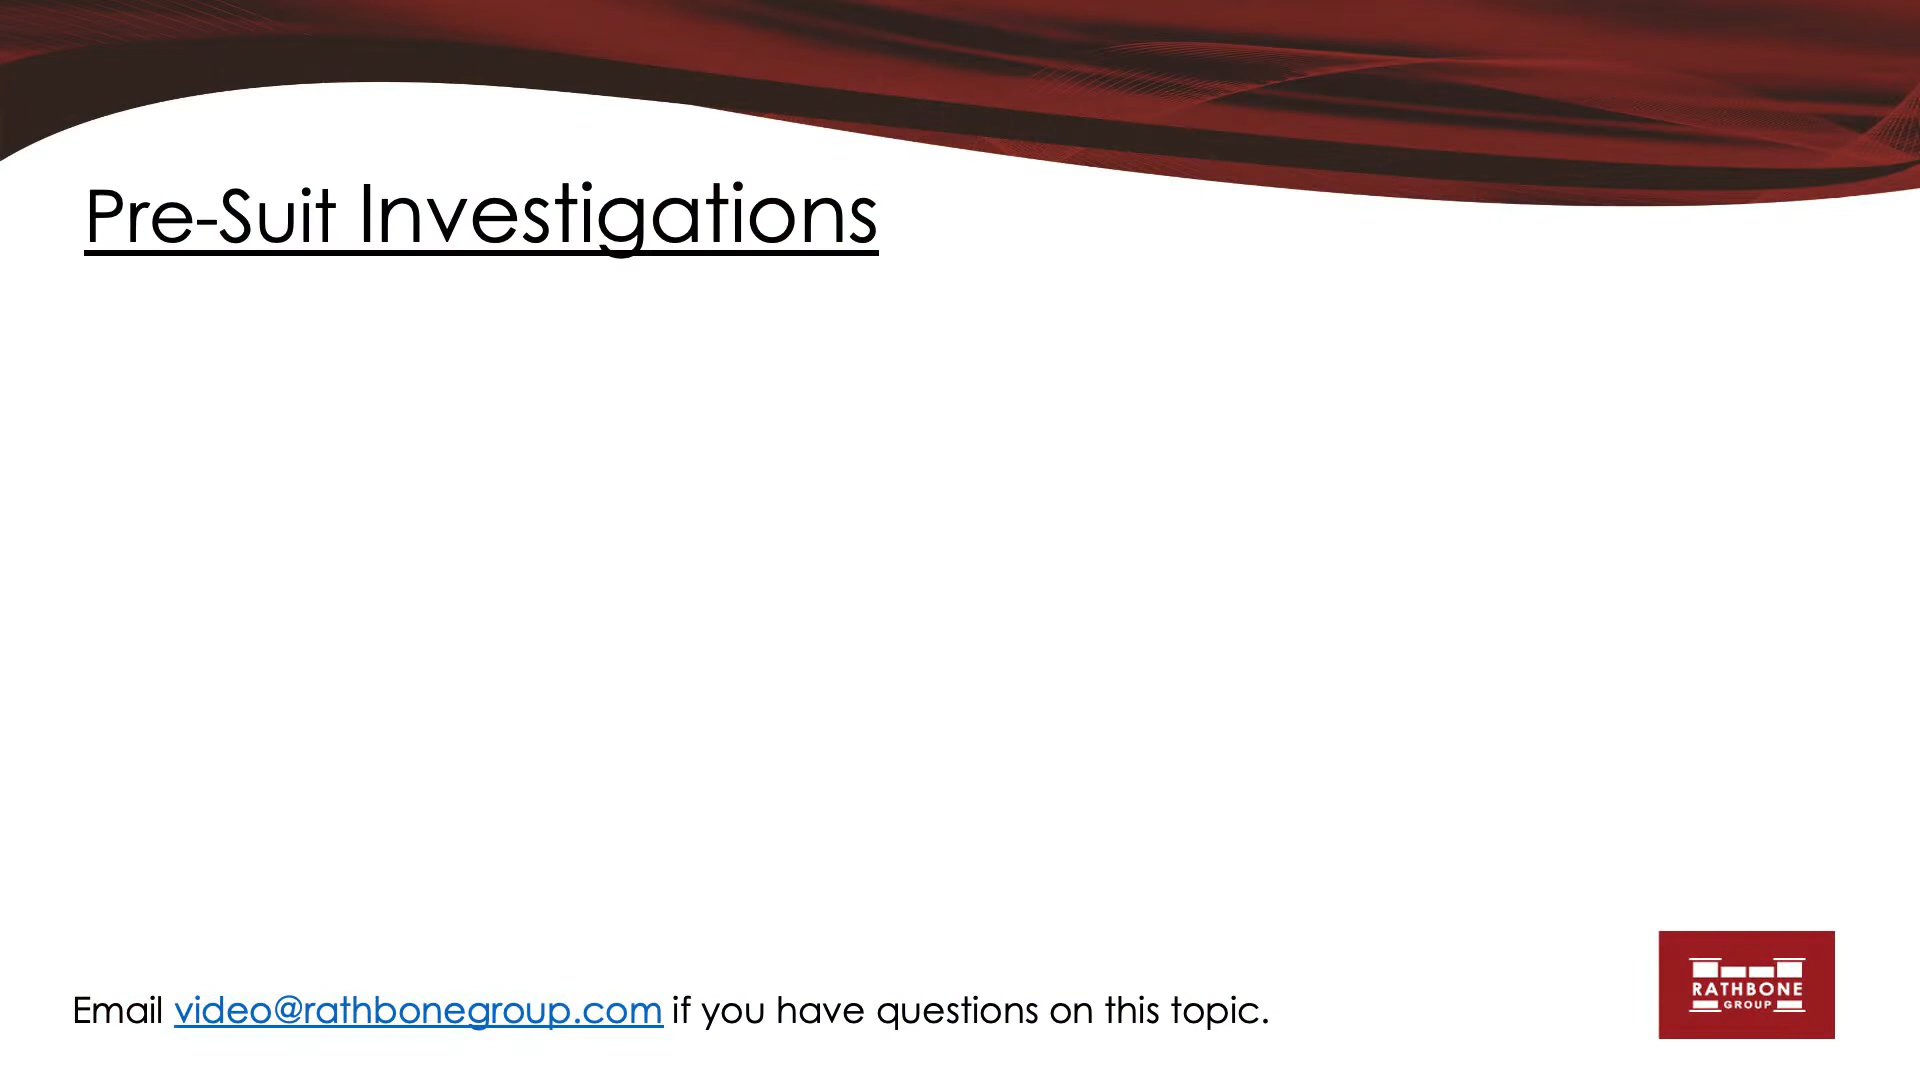 Pre-Suit Investigations
Email video@rathbonegroup.com if you have questions on this topic.
RATHBONE
GROUP